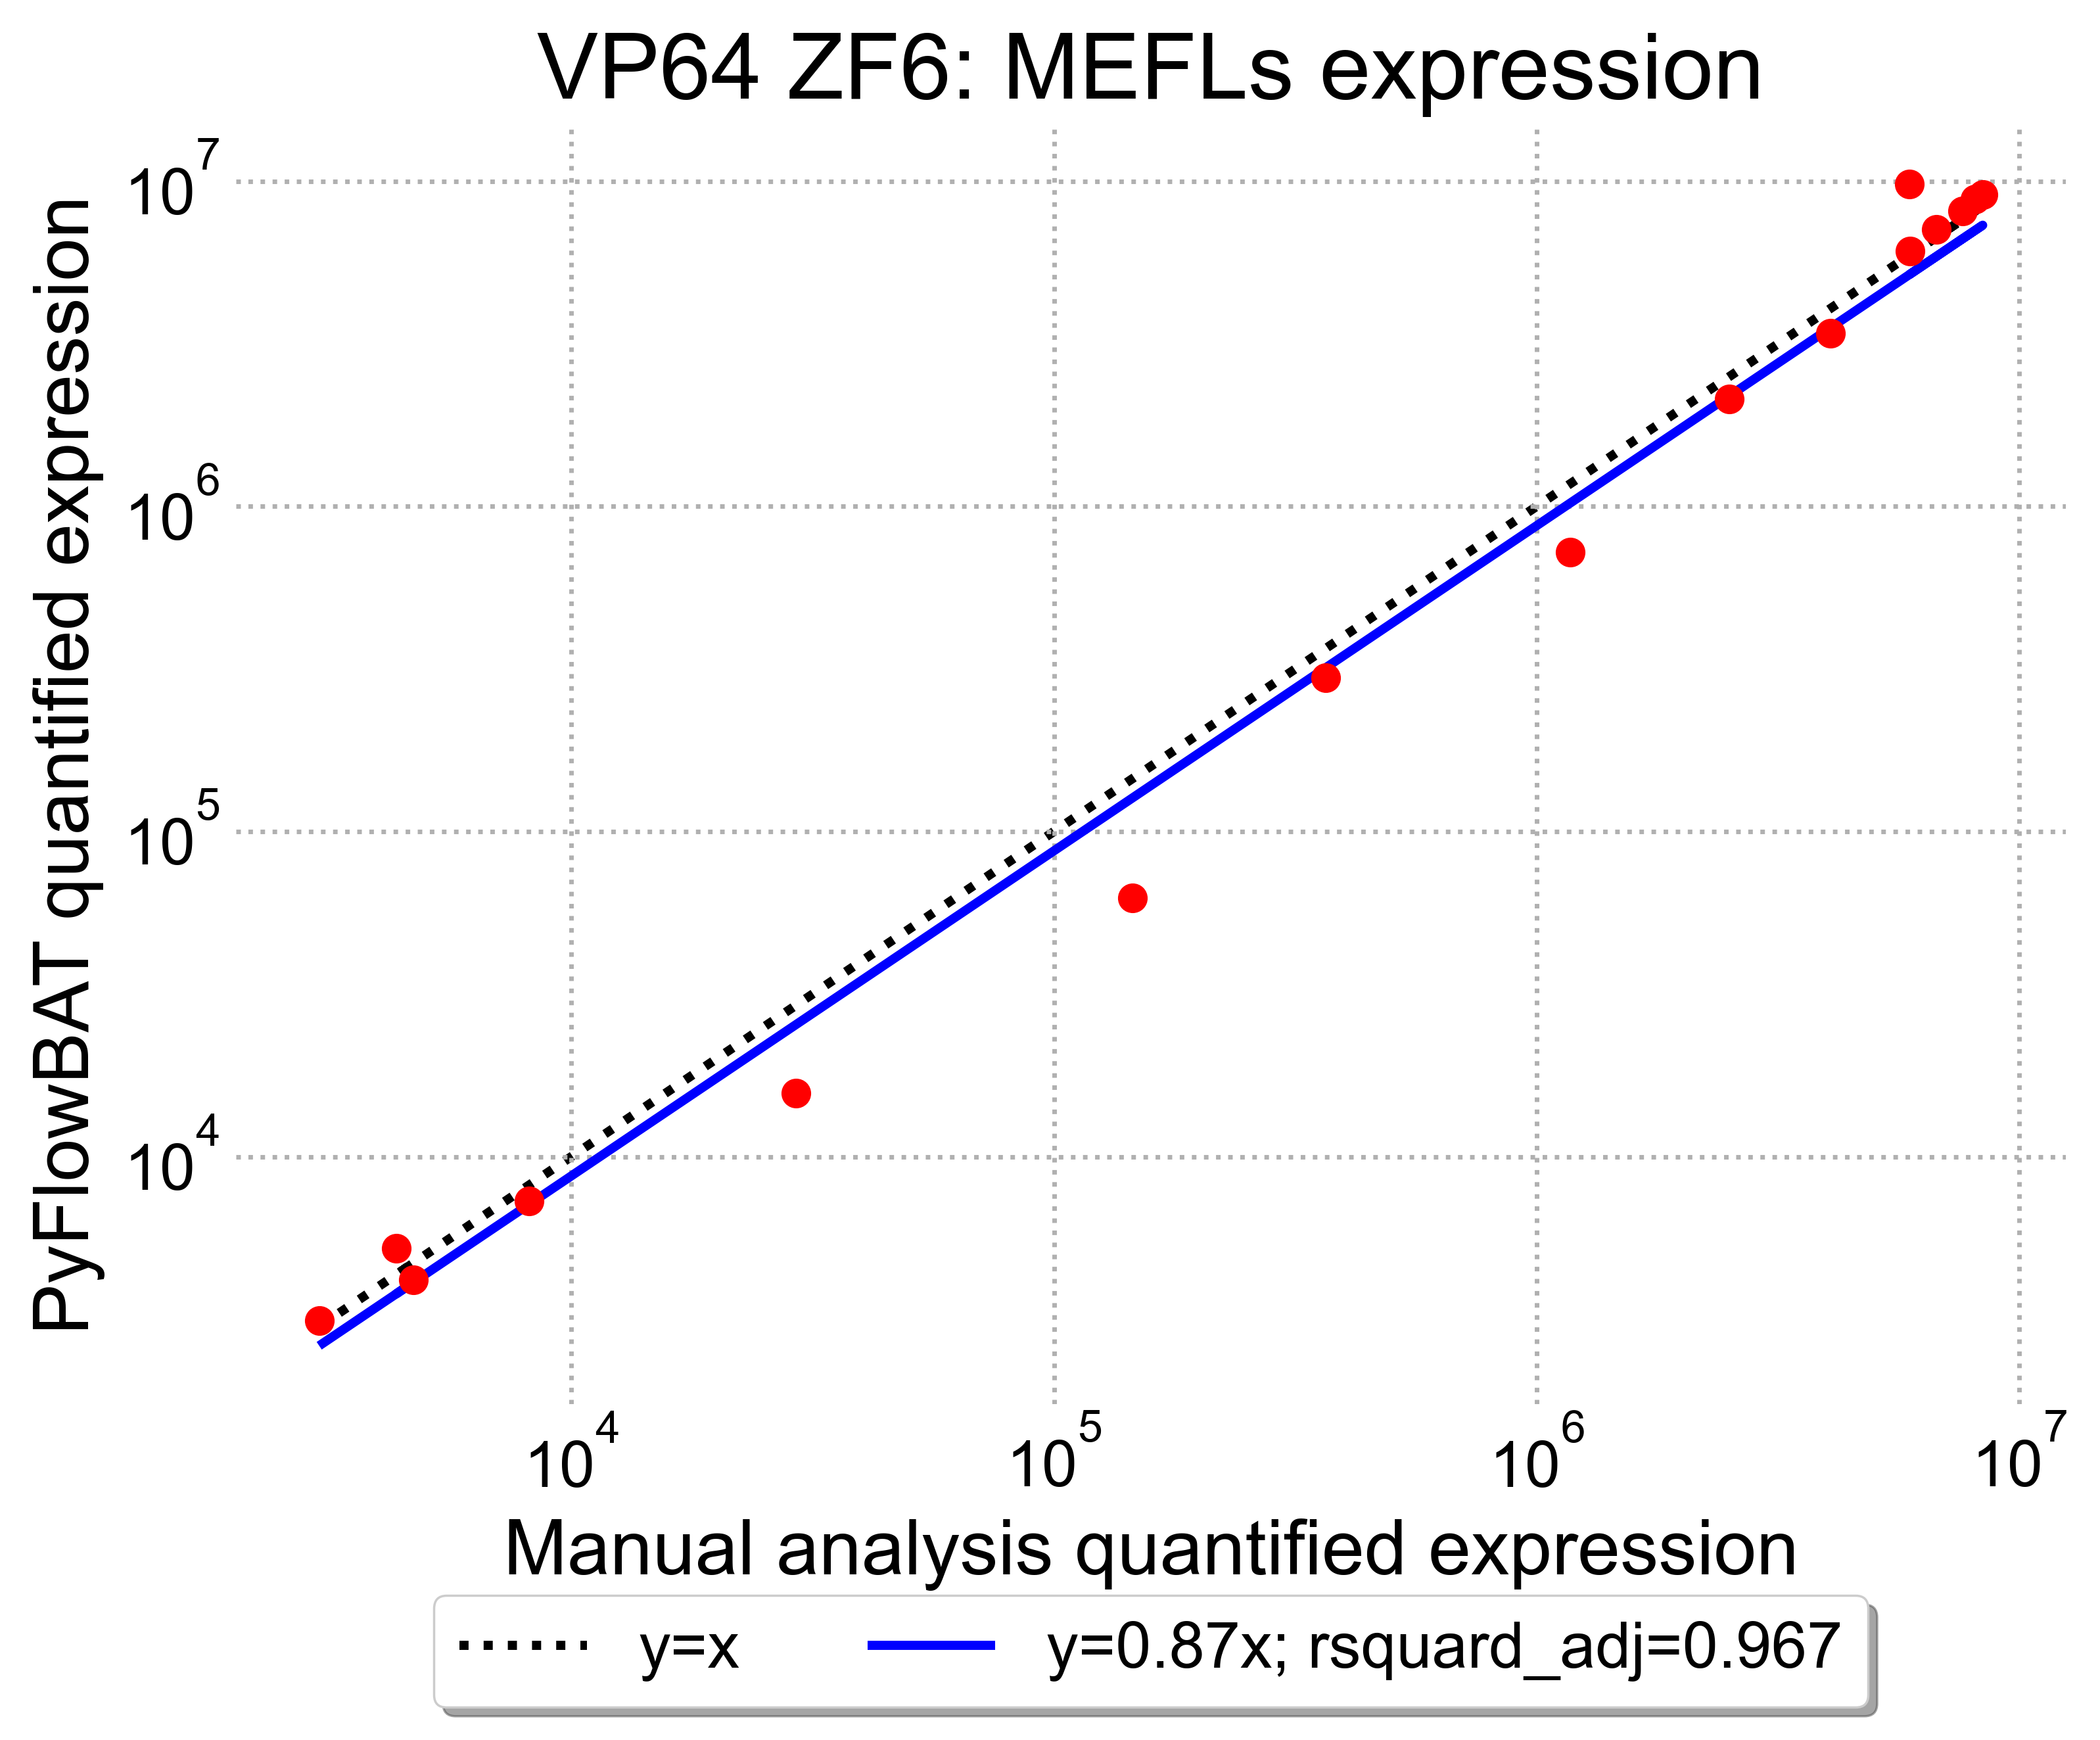 VP64 ZF6: MEFLs expression
PyFlowBAT quantified expression
10^7
10^6
10^5
10^4
10^4 10^5 10^6 10^7
Manual analysis quantified expression
y=x y=0.87x; rsquard_adj=0.967